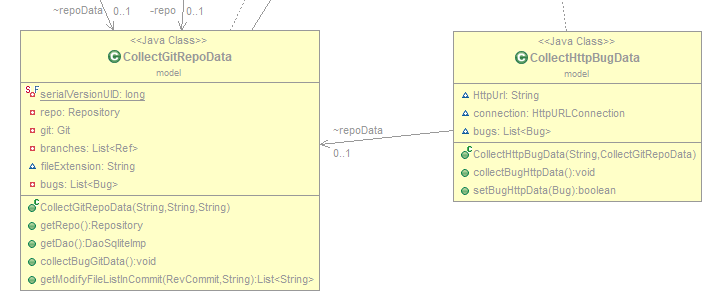 ~repoData
0..1
-repo
0..1
<<Java Class>>
CollectGitRepoData
model
serialVersionUID: long
repo: Repository
git: Git
branches: List<Ref>
fileExtension: String
bugs: List<Bug>
CollectGitRepoData(String,String,String)
getRepo():Repository
getDao():DaoSqliteImp
collectBugGitData():void
getModifyFileListInCommit(RevCommit,String):List<String>
~repoData
0..1
<<Java Class>>
CollectHttpBugData
model
HttpUrl: String
connection: HttpURLConnection
bugs: List<Bug>
CollectHttpBugData(String,CollectGitRepoData)
collectBugHttpData():void
setBugHttpData(Bug):boolean